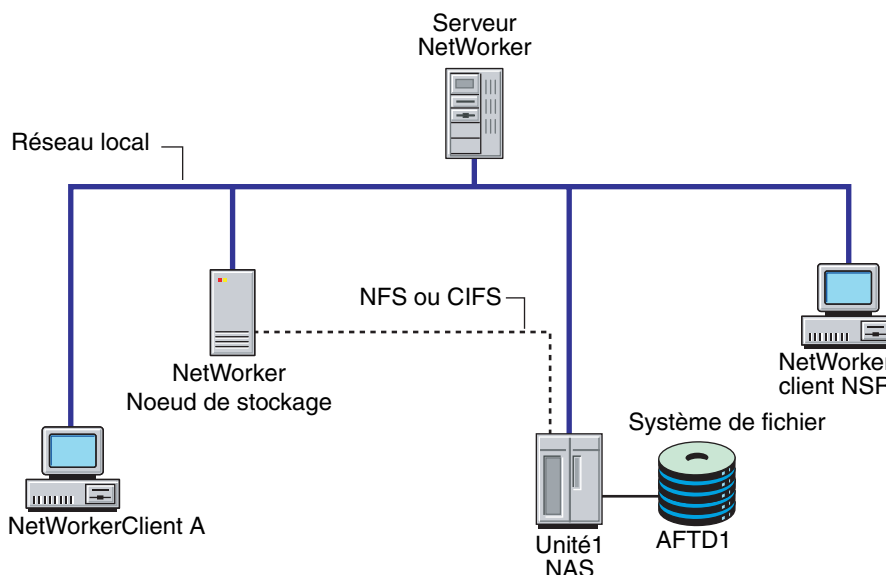 Serveur
NetWorker
Réseau local
NFS ou CIFS
NetWorker
Noeud de stockage
NetWorker
client NSR
Système de fichier
NetWorkerClient A
Unité1
NAS
AFTD1